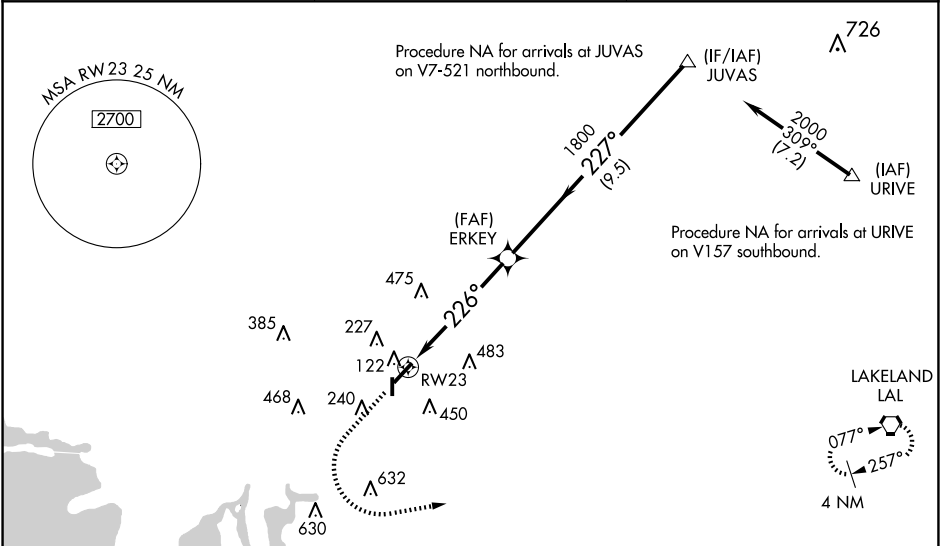 MSA RW 23 25 NM
2700
Procedure NA for arrivals at JUVAS
on V7-521 northbound.
(IF/IAF)
JUVAS
726
1800
227°
(9.5)
2000
309°
(7.2)
(IAF)
URIVE
(FAF)
ERKEY
Procedure NA for arrivals at URIVE
on V157 southbound.
475
226°
385
227
122
483
RW23
468
240
450
LAKELAND
LAL
077°
257°
4 NM
632
630